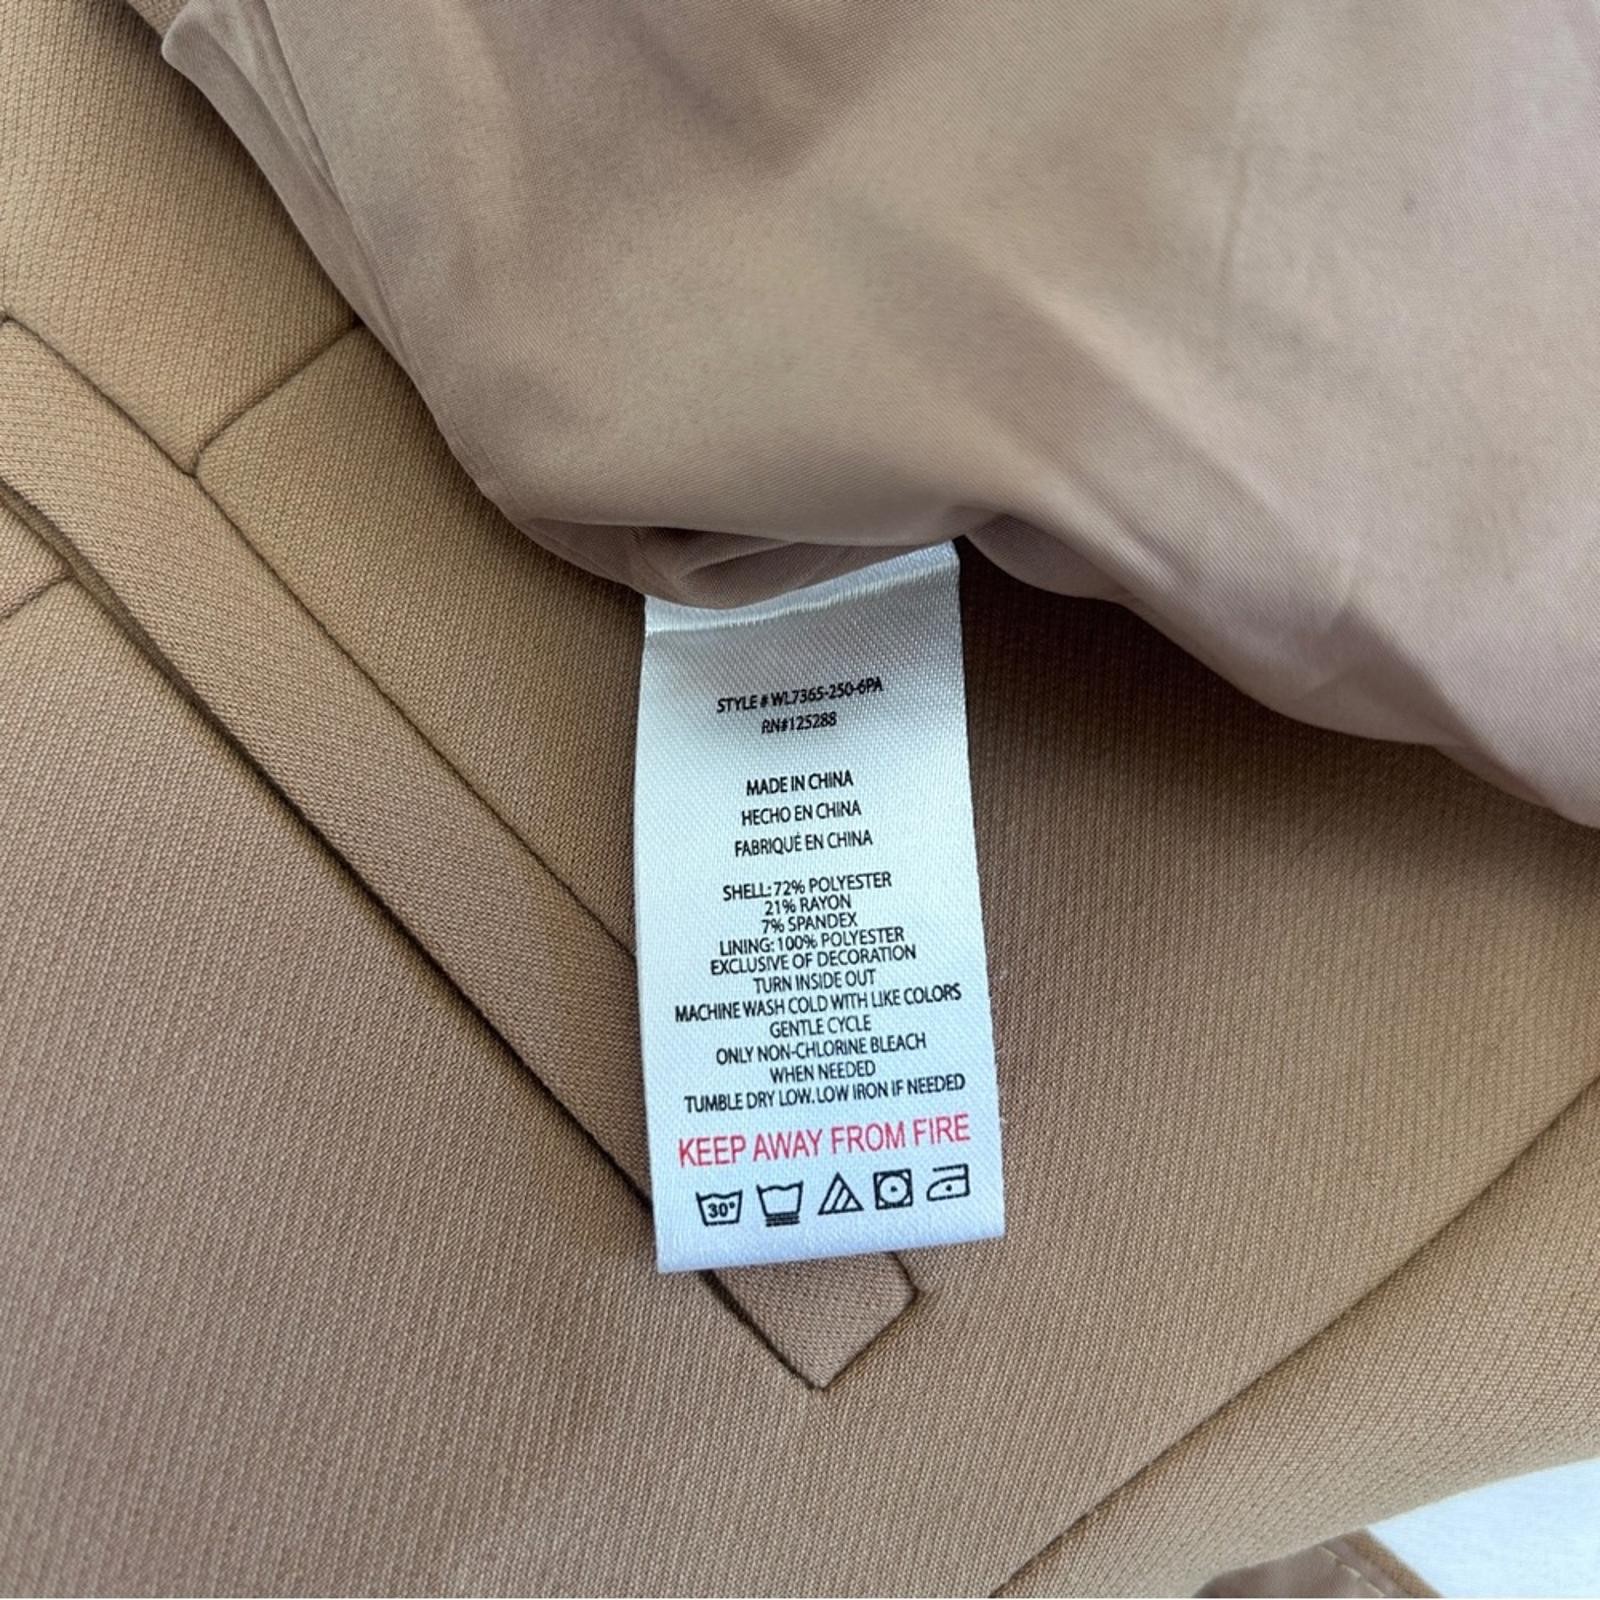 STYLE # WL7365-250-6PA
RN#125288
MADE IN CHINA
HECHO EN CHINA
FABRIQUÉ EN CHINA
SHELL: 72% POLYESTER
21% RAYON
7% SPANDEX
LINING: 100% POLYESTER
EXCLUSIVE OF DECORATION
TURN INSIDE OUT
MACHINE WASH COLD WITH LIKE COLORS
GENTLE CYCLE
ONLY NON-CHLORINE BLEACH
WHEN NEEDED
TUMBLE DRY LOW. LOW IRON IF NEEDED
KEEP AWAY FROM FIRE
30°